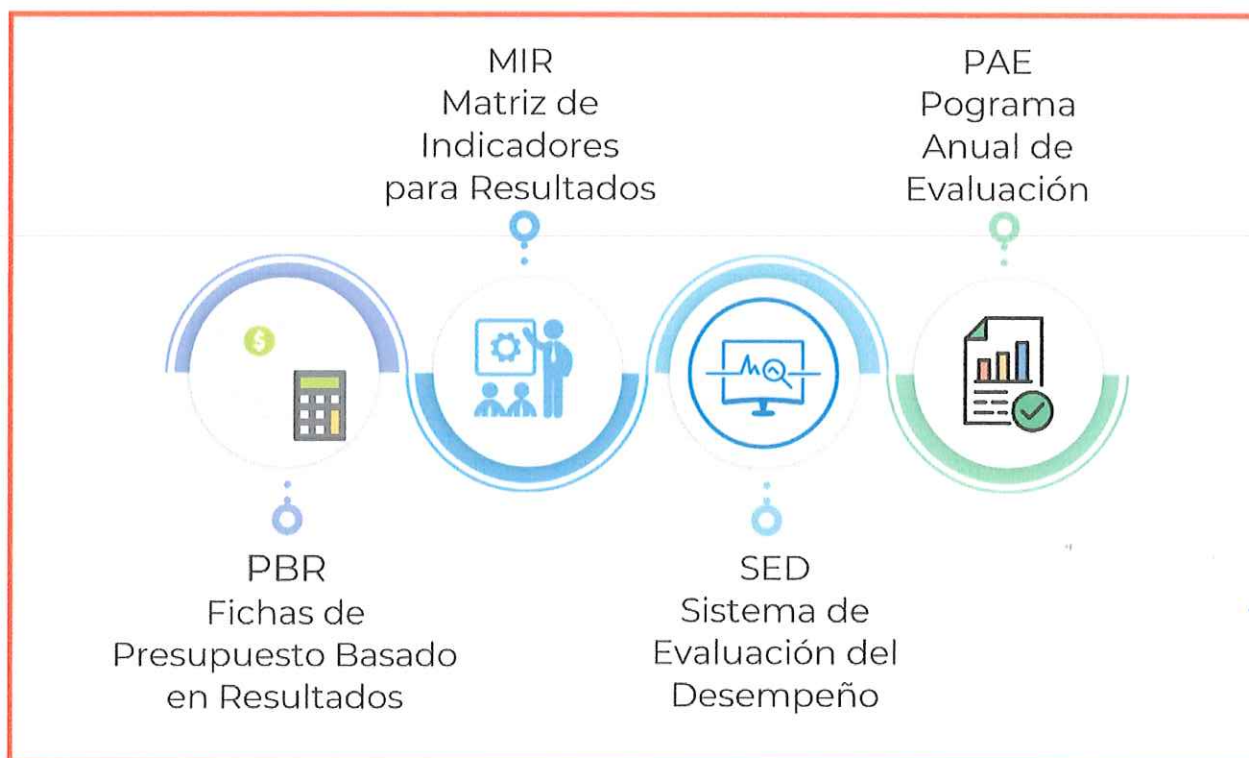 MIR
Matriz de
Indicadores
para Resultados
PAE
Pograma
Anual de
Evaluación
$
PBR
Fichas de
Presupuesto Basado
en Resultados
SED
Sistema de
Evaluación del
Desempeño